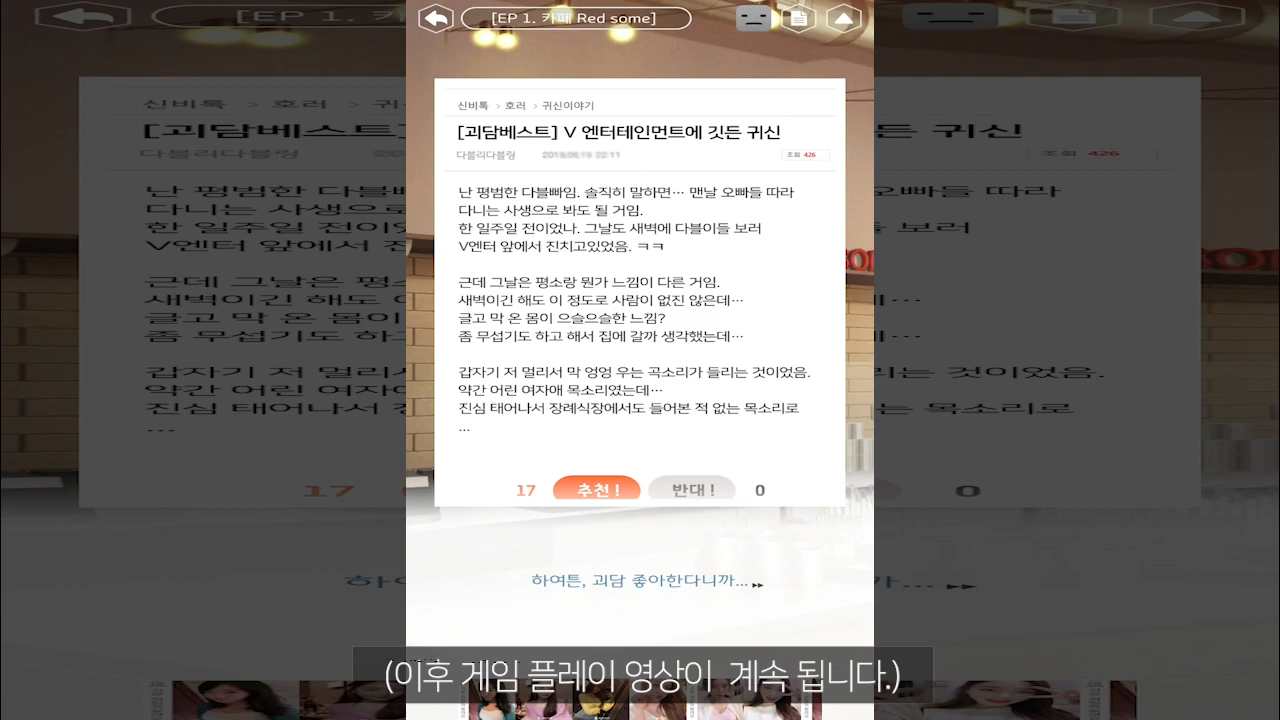 [EP 1. 카페 Red some]
신비톡 > 호러 > 귀신이야기
[괴담베스트] V 엔터테인먼트에 깃든 귀신
다블리다블링 2019.06.19 22:11 조회 426
난 평범한 다블빠임. 솔직히 말하면… 맨날 오빠들 따라
다니는 사생으로 봐도 될 거임.
한 일주일 전이었나. 그날도 새벽에 다블이들 보러
V엔터 앞에서 진치고있었음. ㅋㅋ
근데 그날은 평소랑 뭔가 느낌이 다른 거임.
새벽이긴 해도 이 정도로 사람이 없진 않은데…
글고 막 온 몸이 으슬으슬한 느낌?
좀 무섭기도 하고 해서 집에 갈까 생각했는데…
갑자기 저 멀리서 막 엉엉 우는 곡소리가 들리는 것이었음.
약간 어린 여자애 목소리였는데…
진심 태어나서 장례식장에서도 들어본 적 없는 목소리로
...
17 추천! 반대! 0
하여튼, 괴담 좋아한다니까...
(이후 게임 플레이 영상이 계속 됩니다.)